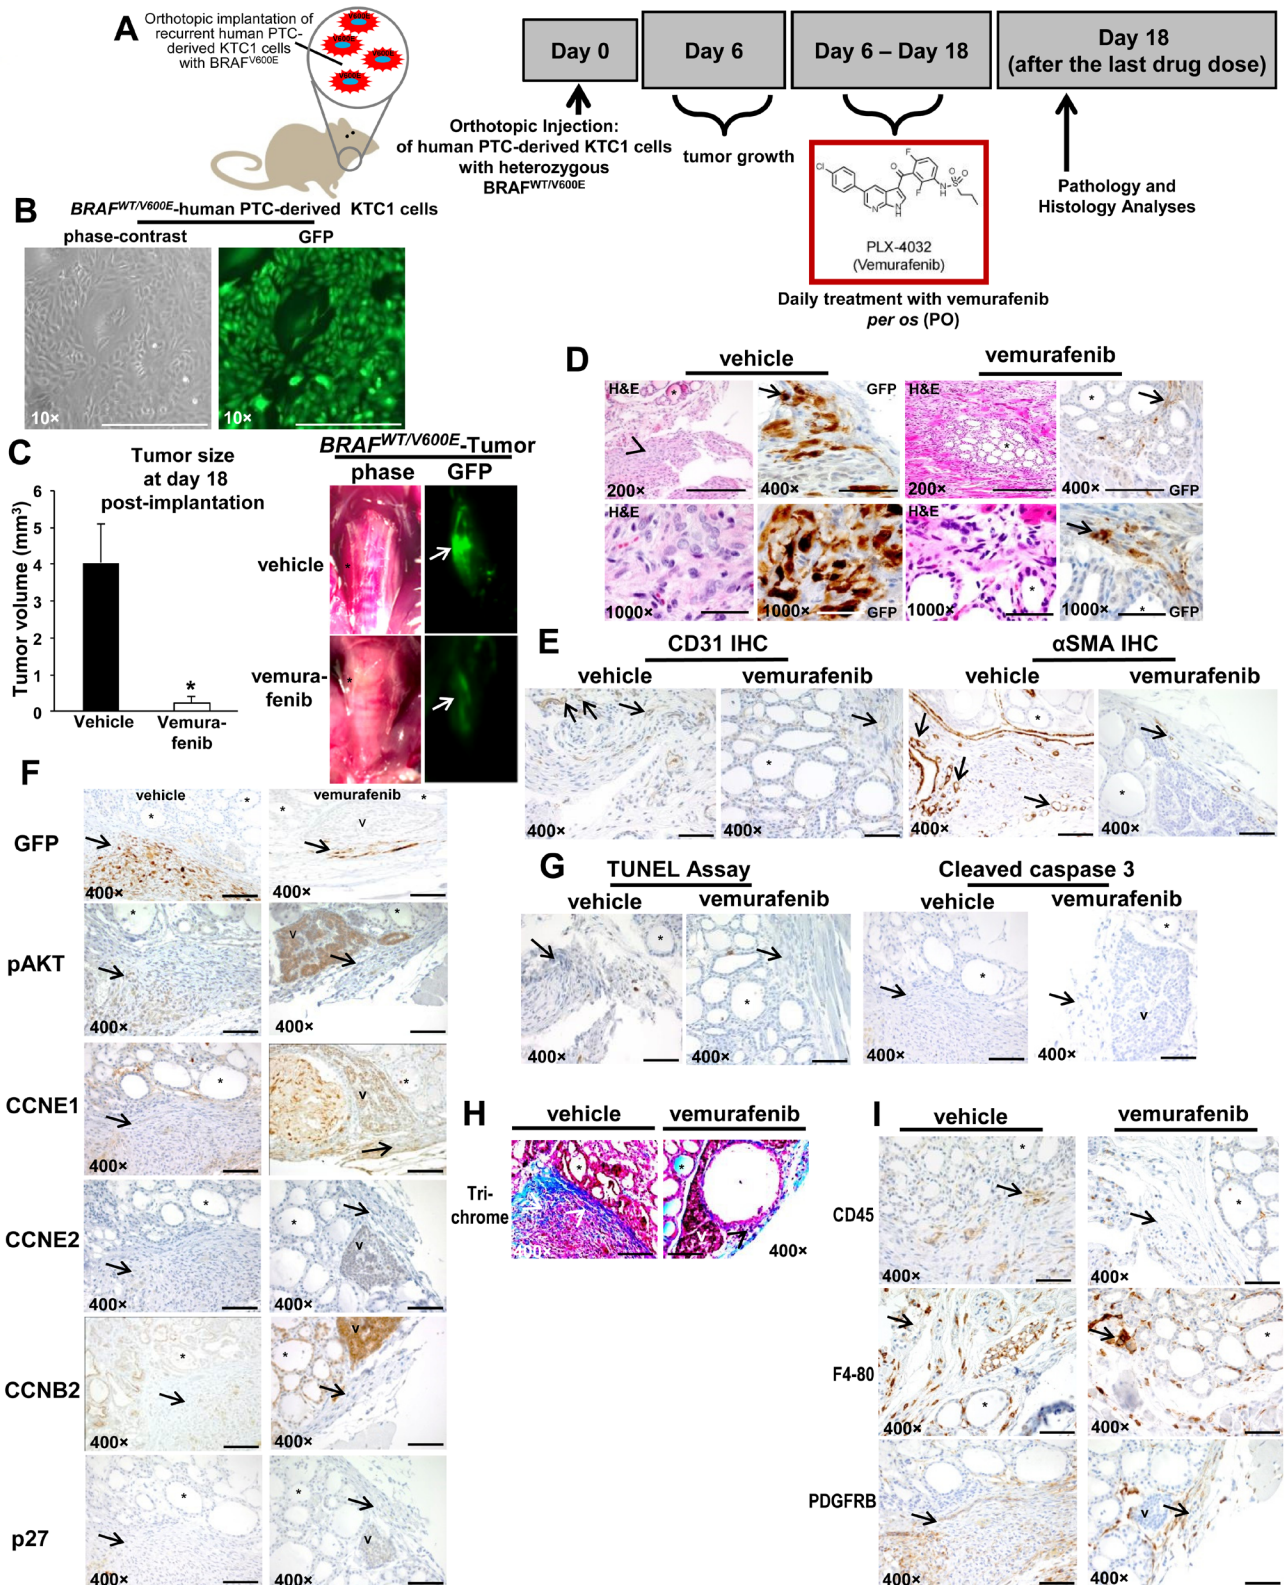 A
Orthotopic implantation of
recurrent human PTC-
derived KTC1 cells
with BRAFV600E
V600E
V600E
V600E
V600E
Day 0
Day 6
Day 6 – Day 18
Day 18
(after the last drug dose)
Orthotopic Injection:
of human PTC-derived KTC1 cells
with heterozygous
BRAFWT/V600E
tumor growth
Cl
F
O
F
N
N
H
NH
S
O
O
PLX-4032
(Vemurafenib)
Daily treatment with vemurafenib
per os (PO)
Pathology and
Histology Analyses
B
BRAFWT/V600E-human PTC-derived KTC1 cells
phase-contrast
GFP
10×
10×
C
Tumor size
at day 18
post-implantation
Tumor volume (mm3)
6
5
4
3
2
1
0
*
Vehicle
Vemura-
fenib
BRAFWT/V600E-Tumor
phase
GFP
vehicle
*
vemura-
fenib
*
D
vehicle
vemurafenib
H&E
*
200×
GFP
400×
H&E
*
200×
*
400×
GFP
H&E
1000×
1000×
GFP
H&E
*
1000×
*
1000×
GFP
E
CD31 IHC
αSMA IHC
vehicle
vemurafenib
vehicle
vemurafenib
400×
*
400×
*
400×
*
400×
F
vehicle
vemurafenib
GFP
*
*
400×
*
*
v
400×
pAKT
*
400×
v
*
400×
CCNE1
*
400×
v
*
CCNE2
*
400×
*
v
400×
CCNB2
*
400×
*
v
400×
p27
*
400×
*
v
400×
G
TUNEL Assay
Cleaved caspase 3
vehicle
vemurafenib
vehicle
vemurafenib
*
400×
*
400×
*
400×
*
v
400×
H
vehicle
vemurafenib
Tri-
chrome
*
400×
*
v
400×
I
vehicle
vemurafenib
CD45
*
400×
*
400×
F4-80
*
400×
*
400×
PDGFRB
400×
v
400×